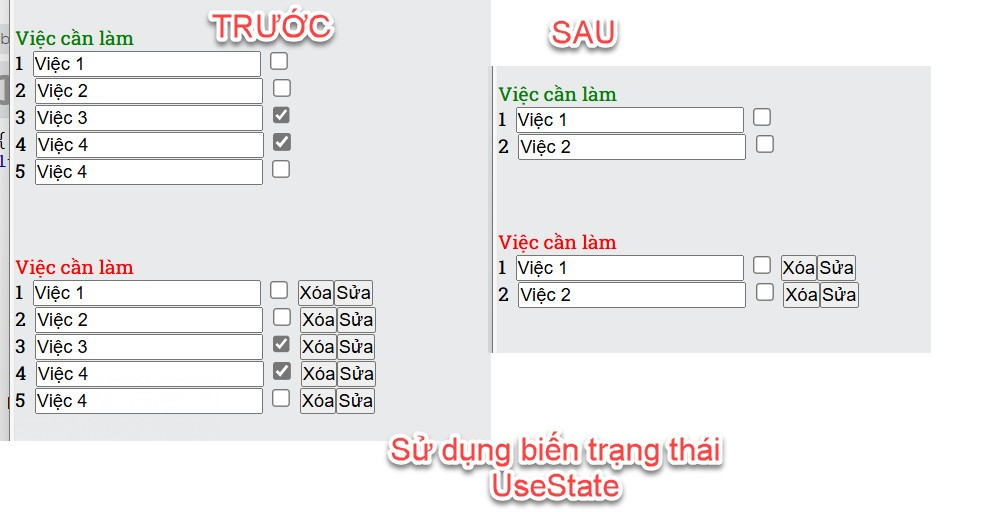 TRƯỚC
Việc cần làm
1 Việc 1
2 Việc 2
3 Việc 3
4 Việc 4
5 Việc 4
Việc cần làm
1 Việc 1 Xóa Sửa
2 Việc 2 Xóa Sửa
3 Việc 3 Xóa Sửa
4 Việc 4 Xóa Sửa
5 Việc 4 Xóa Sửa
SAU
Việc cần làm
1 Việc 1
2 Việc 2
Việc cần làm
1 Việc 1 Xóa Sửa
2 Việc 2 Xóa Sửa
Sử dụng biến trạng thái
UseState